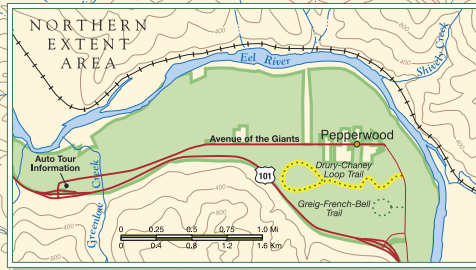 NORTHERN
EXTENT
AREA
400
400
800
Eel River
Shively Creek
Avenue of the Giants
Pepperwood
Auto Tour
Information
Greenlow Creek
101
Drury-Chaney
Loop Trail
Greig-French-Bell
Trail
0 0.25 0.5 0.75 1.0 Mi
0 0.4 0.8 1.2 1.6 Km
400
800